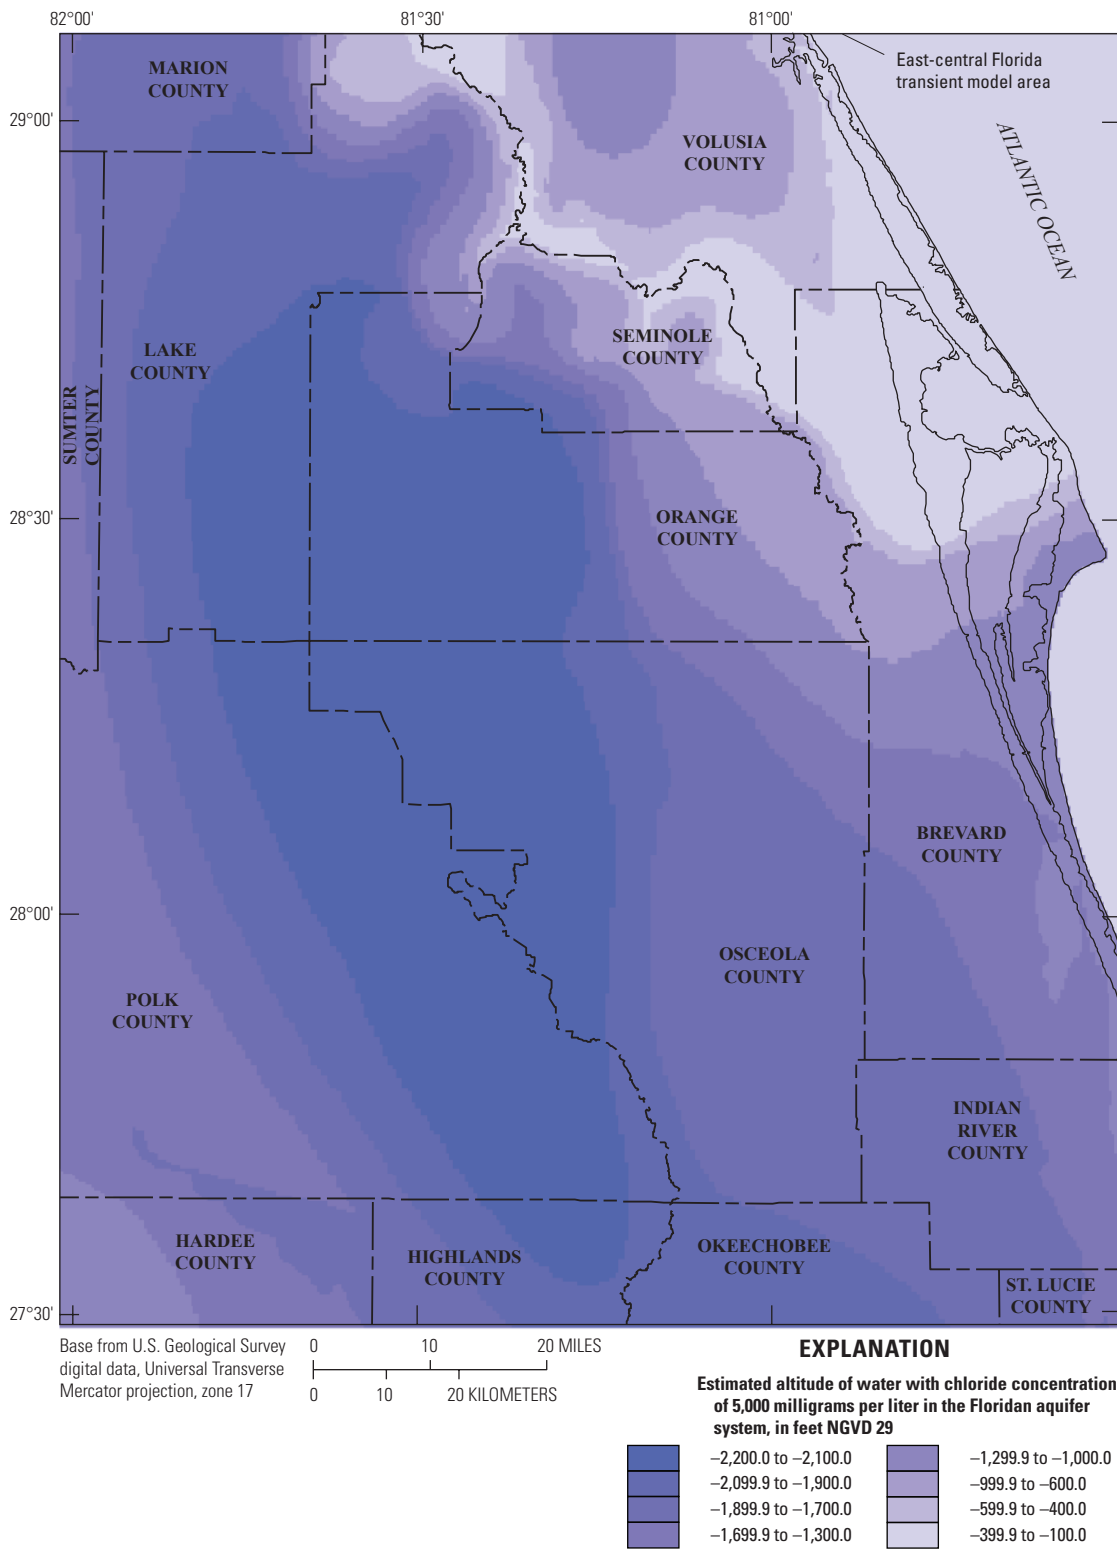 82°00'
81°30'
81°00'
East-central Florida
transient model area
MARION
COUNTY
29°00'
VOLUSIA
COUNTY
ATLANTIC OCEAN
SEMINOLE
COUNTY
LAKE
COUNTY
SUMTER
COUNTY
28°30'
ORANGE
COUNTY
BREVARD
COUNTY
28°00'
OSCEOLA
COUNTY
POLK
COUNTY
INDIAN
RIVER
COUNTY
HARDEE
COUNTY
HIGHLANDS
COUNTY
OKEECHOBEE
COUNTY
ST. LUCIE
COUNTY
27°30'
Base from U.S. Geological Survey
digital data, Universal Transverse
Mercator projection, zone 17
0 10 20 MILES
0 10 20 KILOMETERS
EXPLANATION
Estimated altitude of water with chloride concentration
of 5,000 milligrams per liter in the Floridan aquifer
system, in feet NGVD 29
–2,200.0 to –2,100.0
–2,099.9 to –1,900.0
–1,899.9 to –1,700.0
–1,699.9 to –1,300.0
–1,299.9 to –1,000.0
–999.9 to –600.0
–599.9 to –400.0
–399.9 to –100.0